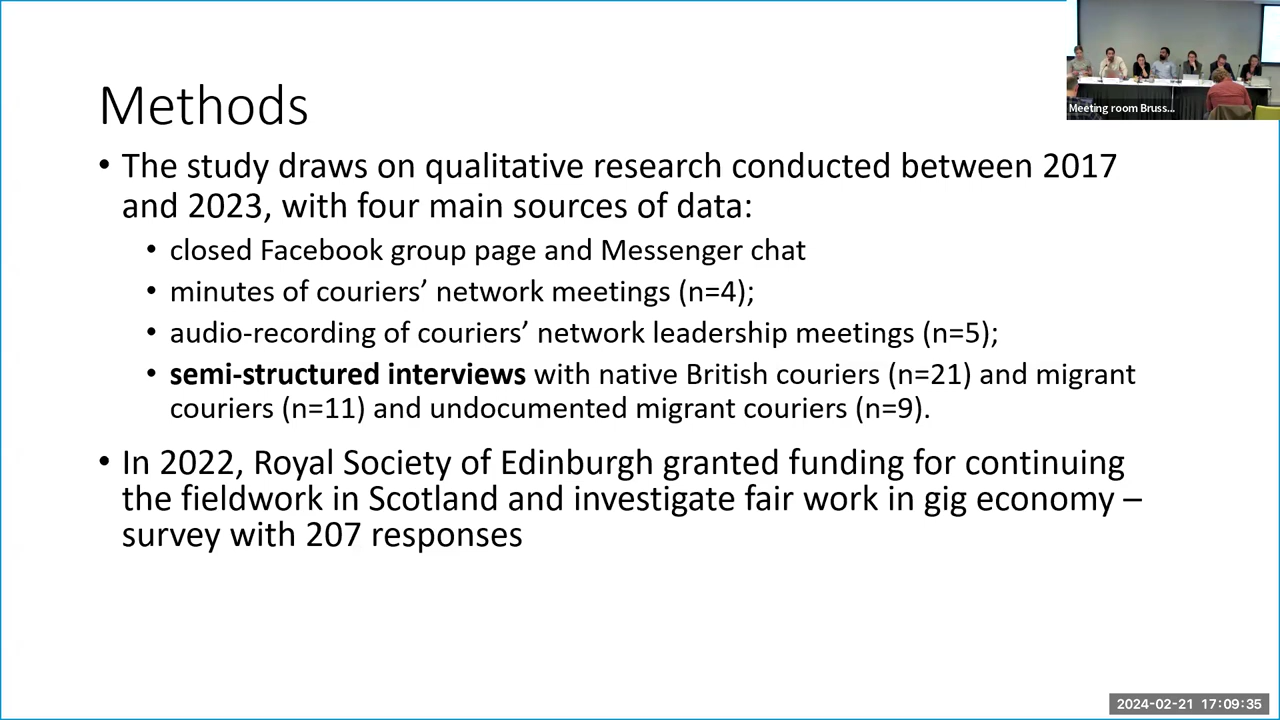 Meeting room Bruss...
Methods
• The study draws on qualitative research conducted between 2017
and 2023, with four main sources of data:
• closed Facebook group page and Messenger chat
• minutes of couriers’ network meetings (n=4);
• audio-recording of couriers’ network leadership meetings (n=5);
• semi-structured interviews with native British couriers (n=21) and migrant
couriers (n=11) and undocumented migrant couriers (n=9).
• In 2022, Royal Society of Edinburgh granted funding for continuing
the fieldwork in Scotland and investigate fair work in gig economy –
survey with 207 responses
2024-02-21 17:09:35